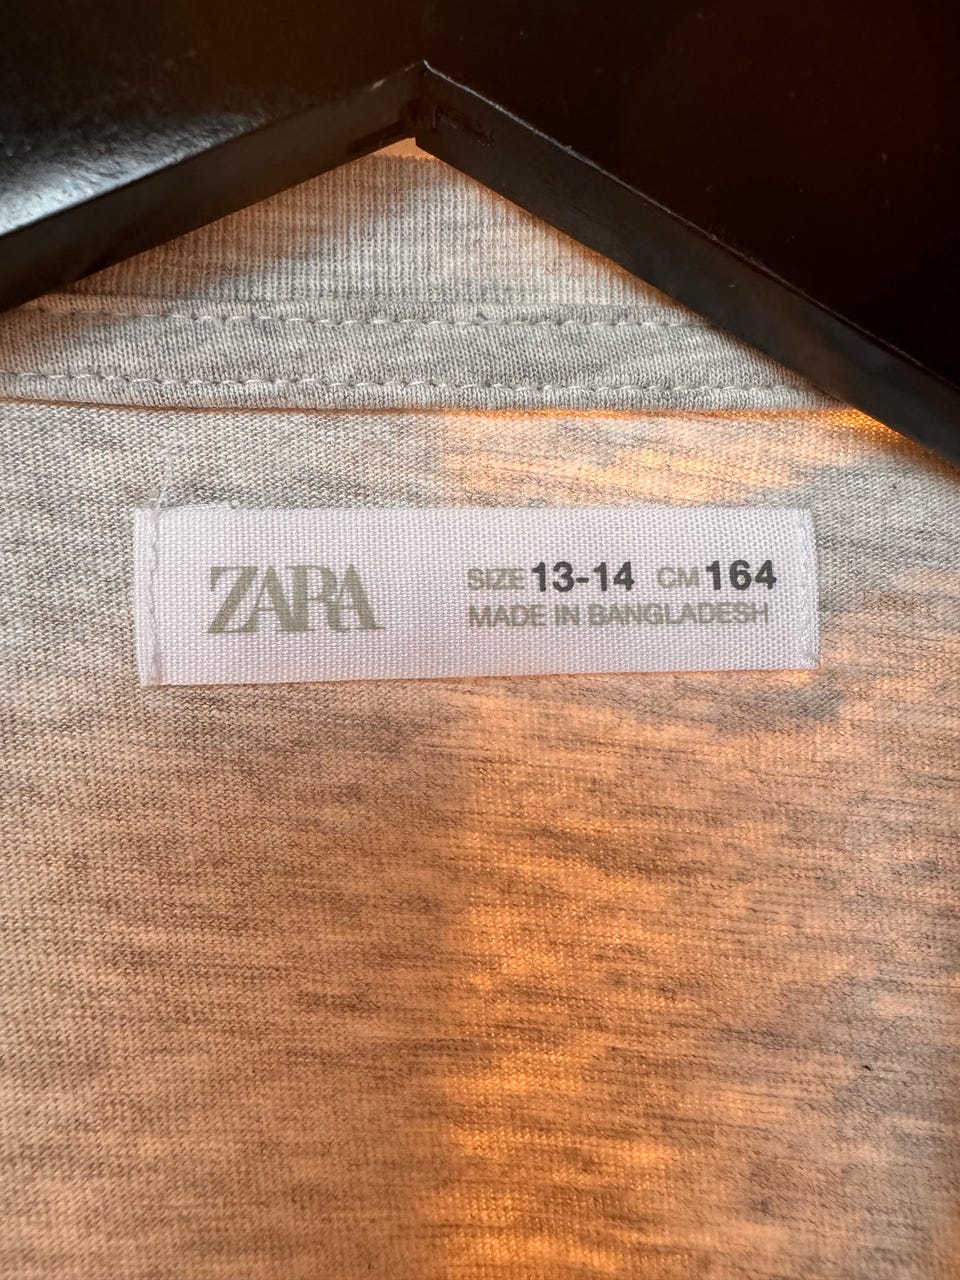 ZARA
SIZE 13-14 CM 164
MADE IN BANGLADESH